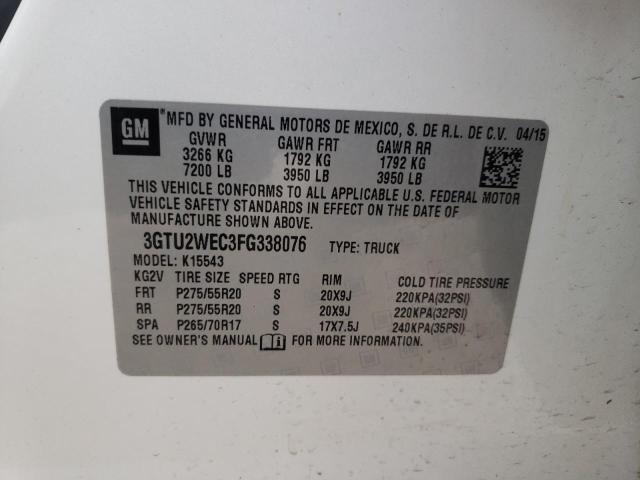 GM MFD BY GENERAL MOTORS DE MEXICO, S. DE R.L. DE C.V. 04/15
GVWR GAWR FRT GAWR RR
3266 KG 1792 KG 1792 KG
7200 LB 3950 LB 3950 LB
THIS VEHICLE CONFORMS TO ALL APPLICABLE U.S. FEDERAL MOTOR
VEHICLE SAFETY STANDARDS IN EFFECT ON THE DATE OF
MANUFACTURE SHOWN ABOVE.
3GTU2WEC3FG338076 TYPE: TRUCK
MODEL: K15543
KG2V TIRE SIZE SPEED RTG RIM COLD TIRE PRESSURE
FRT P275/55R20 S 20X9J 220KPA(32PSI)
RR P275/55R20 S 20X9J 220KPA(32PSI)
SPA P265/70R17 S 17X7.5J 240KPA(35PSI)
SEE OWNER'S MANUAL FOR MORE INFORMATION.